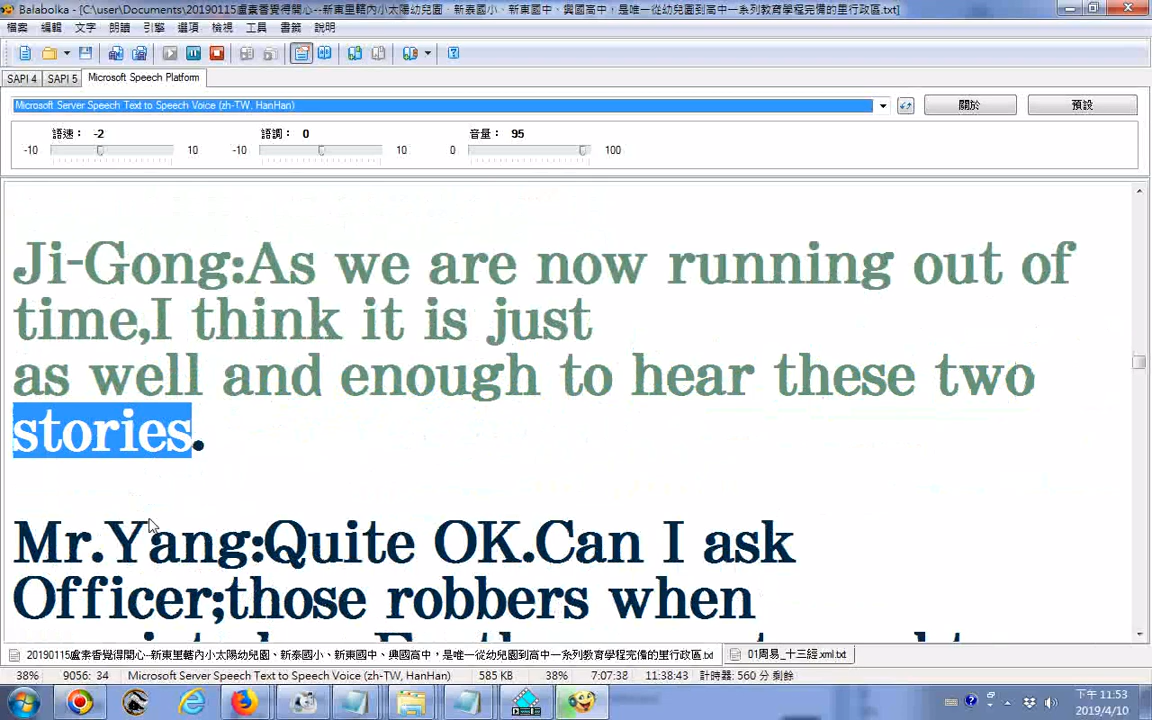 Balabolka - [C:\user\Documents\20190115盧素香覺得開心--新東里轄內小太陽幼兒園、新泰國小、新東國中、興國高中，是唯一從幼兒園到高中一系列教育學程完備的里行政區.txt]
檔案 編輯 文字 朗讀 引擎 選項 檢視 工具 書籤 說明
SAPI 4 SAPI 5 Microsoft Speech Platform
Microsoft Server Speech Text to Speech Voice (zh-TW, HanHan) 關於 預設
語速： -2 語調： 0 音量： 95
-10 10 -10 10 0 100
Ji-Gong:As we are now running out of
time,I think it is just
as well and enough to hear these two
stories.
Mr.Yang:Quite OK.Can I ask
Officer;those robbers when
20190115盧素香覺得開心--新東里轄內小太陽幼兒園、新泰國小、新東國中、興國高中，是唯一從幼兒園到高中一系列教育學程完備的里行政區.txt 01周易_十三經.xml.txt
38% 9056: 34 Microsoft Server Speech Text to Speech Voice (zh-TW, HanHan) 585 KB 38% 7:07:38 11:38:43 計時器: 560 分 剩餘
下午 11:53
2019/4/10